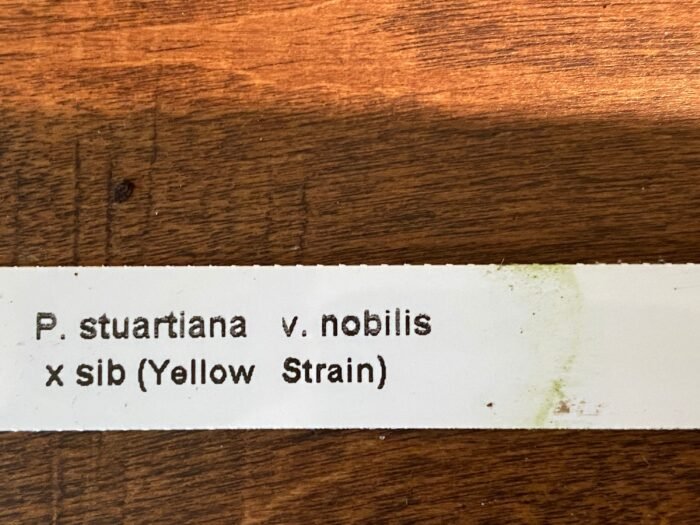 P. stuartiana v. nobilis
x sib (Yellow Strain)